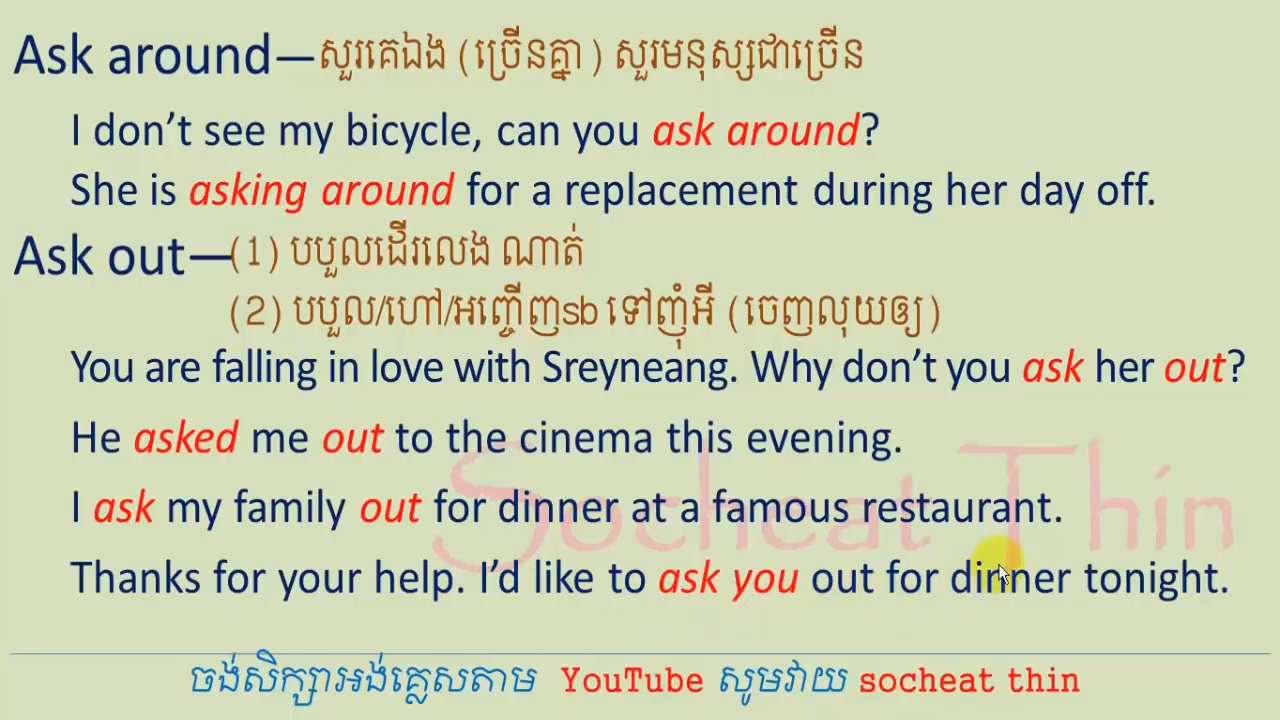 Ask around—សួរគេឯង (ច្រើនគ្នា) សួរមនុស្សជាច្រើន
I don’t see my bicycle, can you ask around?
She is asking around for a replacement during her day off.
Ask out—(1) បបួលដើរលេង ណាត់
(2) បបួល/ហៅ/អញ្ចើញsb ទៅញុំអី (ចេញលុយឲ្យ)
You are falling in love with Sreyneang. Why don’t you ask her out?
He asked me out to the cinema this evening.
I ask my family out for dinner at a famous restaurant.
Thanks for your help. I’d like to ask you out for dinner tonight.
Socheat Thin
ចង់សិក្សាអង់គ្លេសតាម YouTube សូមវាយ socheat thin